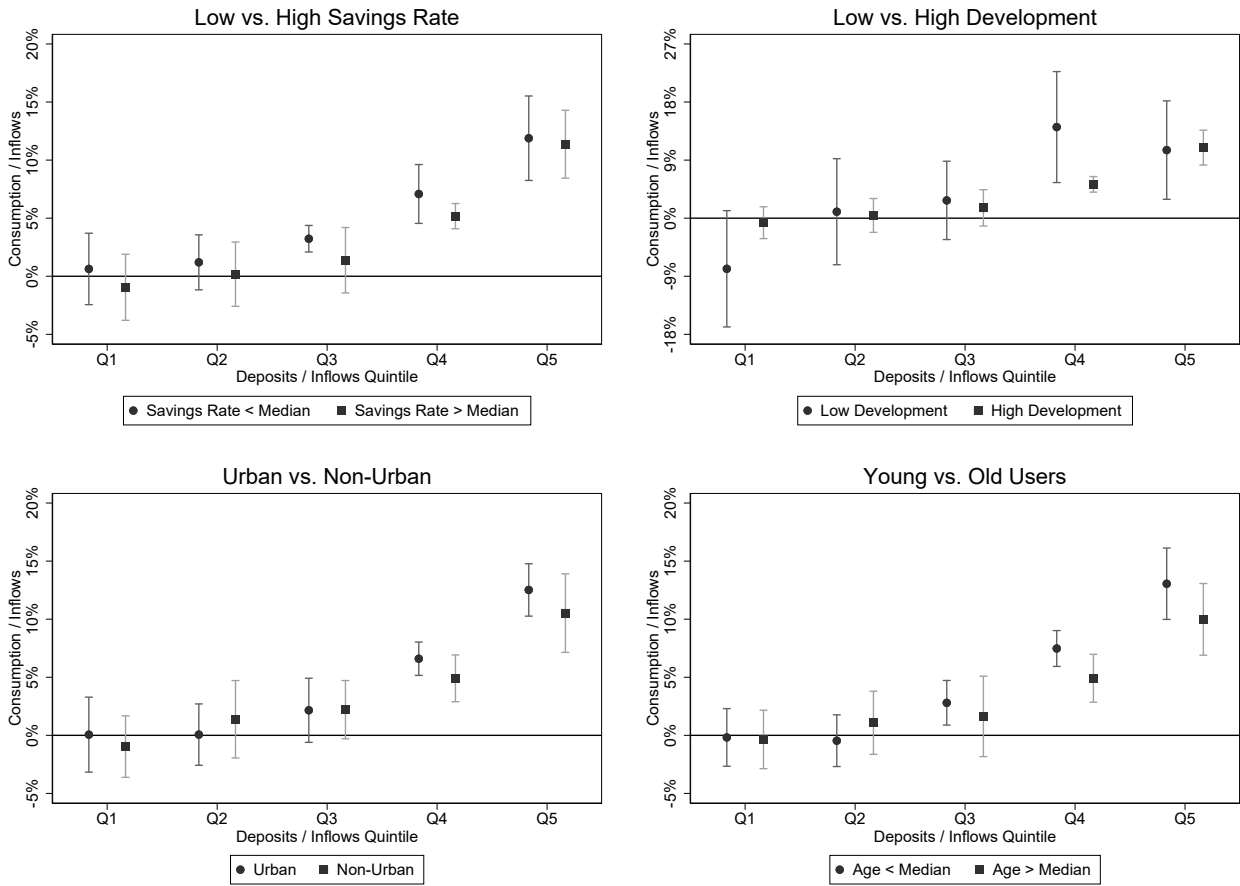 Low vs. High Savings Rate
Consumption / Inflows
20%
15%
10%
5%
0%
-5%
Q1 Q2 Q3 Q4 Q5
Deposits / Inflows Quintile
Savings Rate < Median Savings Rate > Median
Low vs. High Development
Consumption / Inflows
27%
18%
9%
0%
-9%
-18%
Q1 Q2 Q3 Q4 Q5
Deposits / Inflows Quintile
Low Development High Development
Urban vs. Non-Urban
Consumption / Inflows
20%
15%
10%
5%
0%
-5%
Q1 Q2 Q3 Q4 Q5
Deposits / Inflows Quintile
Urban Non-Urban
Young vs. Old Users
Consumption / Inflows
20%
15%
10%
5%
0%
-5%
Q1 Q2 Q3 Q4 Q5
Deposits / Inflows Quintile
Age < Median Age > Median